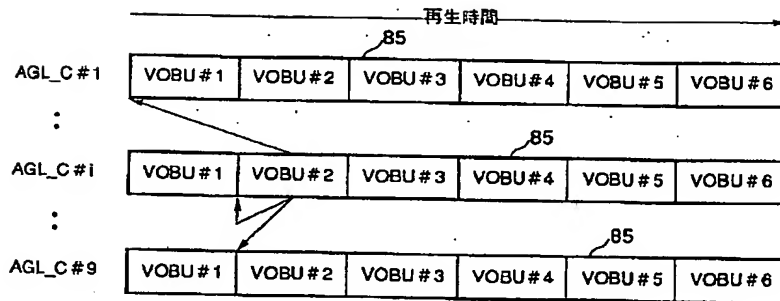 再生時間
85
AGL_C#1 VOBU#1 VOBU#2 VOBU#3 VOBU#4 VOBU#5 VOBU#6
85
AGL_C#i VOBU#1 VOBU#2 VOBU#3 VOBU#4 VOBU#5 VOBU#6
85
AGL_C#9 VOBU#1 VOBU#2 VOBU#3 VOBU#4 VOBU#5 VOBU#6